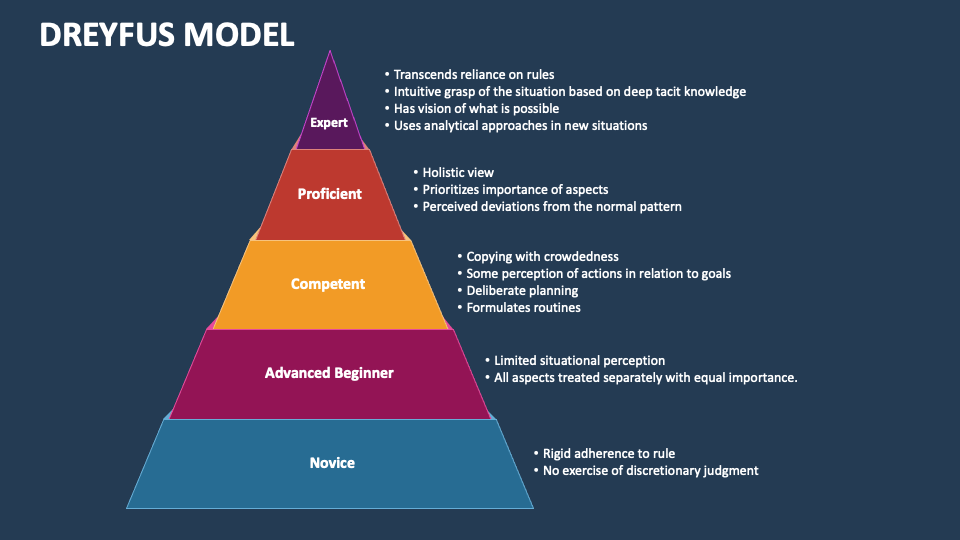 DREYFUS MODEL
Expert
• Transcends reliance on rules
• Intuitive grasp of the situation based on deep tacit knowledge
• Has vision of what is possible
• Uses analytical approaches in new situations
Proficient
• Holistic view
• Prioritizes importance of aspects
• Perceived deviations from the normal pattern
Competent
• Copying with crowdedness
• Some perception of actions in relation to goals
• Deliberate planning
• Formulates routines
Advanced Beginner
• Limited situational perception
• All aspects treated separately with equal importance.
Novice
• Rigid adherence to rule
• No exercise of discretionary judgment